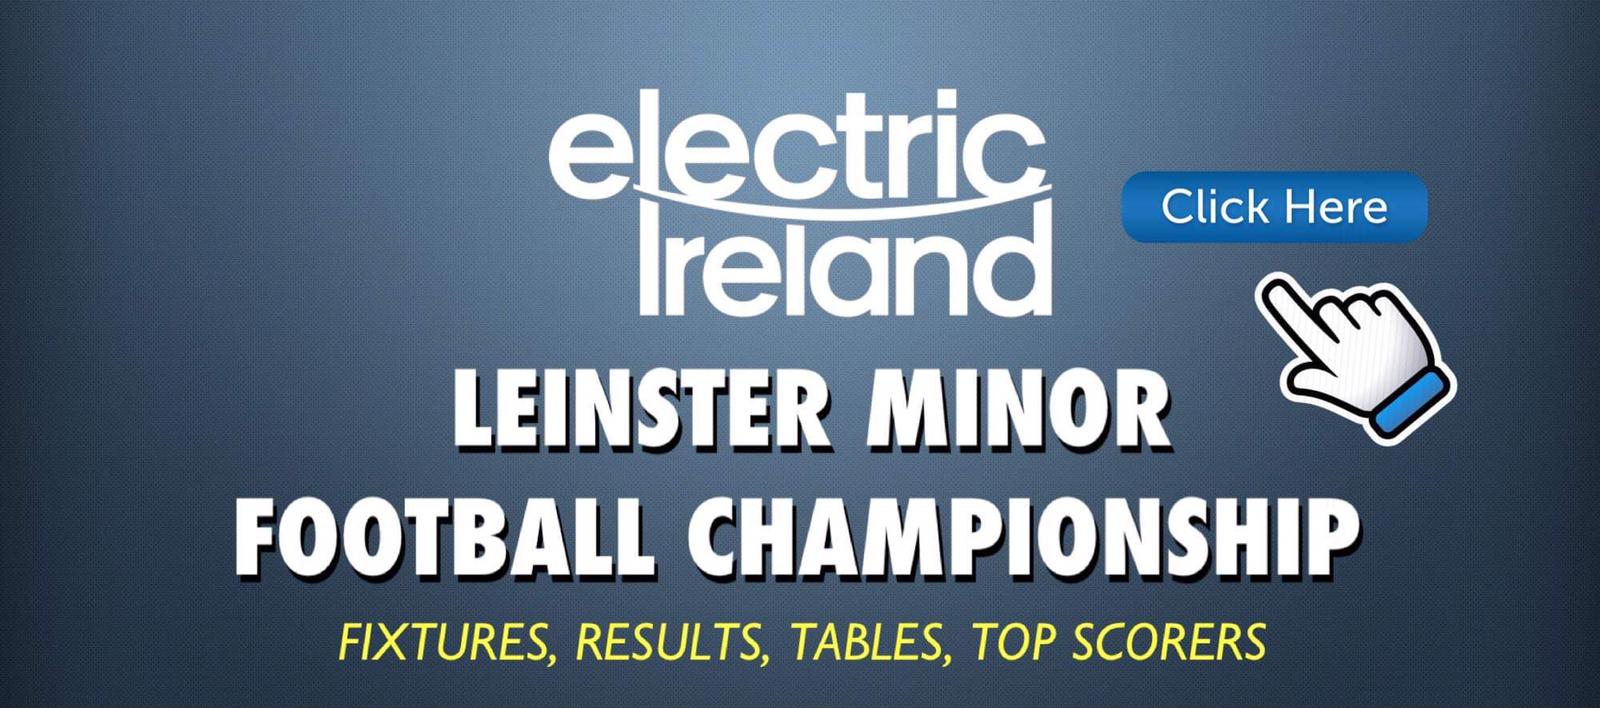 electric
Ireland
Click Here
LEINSTER MINOR
FOOTBALL CHAMPIONSHIP
FIXTURES, RESULTS, TABLES, TOP SCORERS